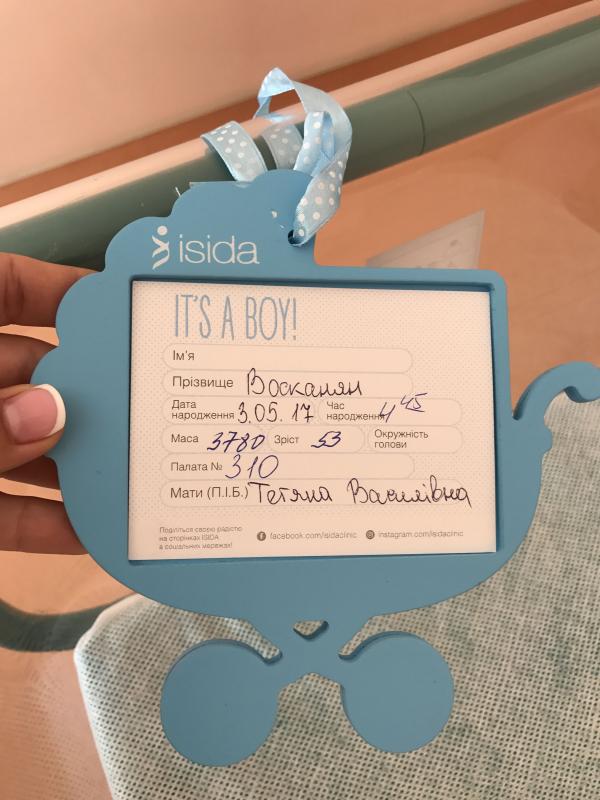 isida
IT'S A BOY!
Ім'я
Прізвище Восканян
Дата народження 3.05.17 Час народження 4 45
Маса 3780 Зріст 53 Окружність голови
Палата № 310
Мати (П.І.Б.) Тетяна Василівна
Поділіться своєю радістю
на сторінках ISIDA
в соціальних мережах!
facebook.com/isidaclinic instagram.com/isidaclinic